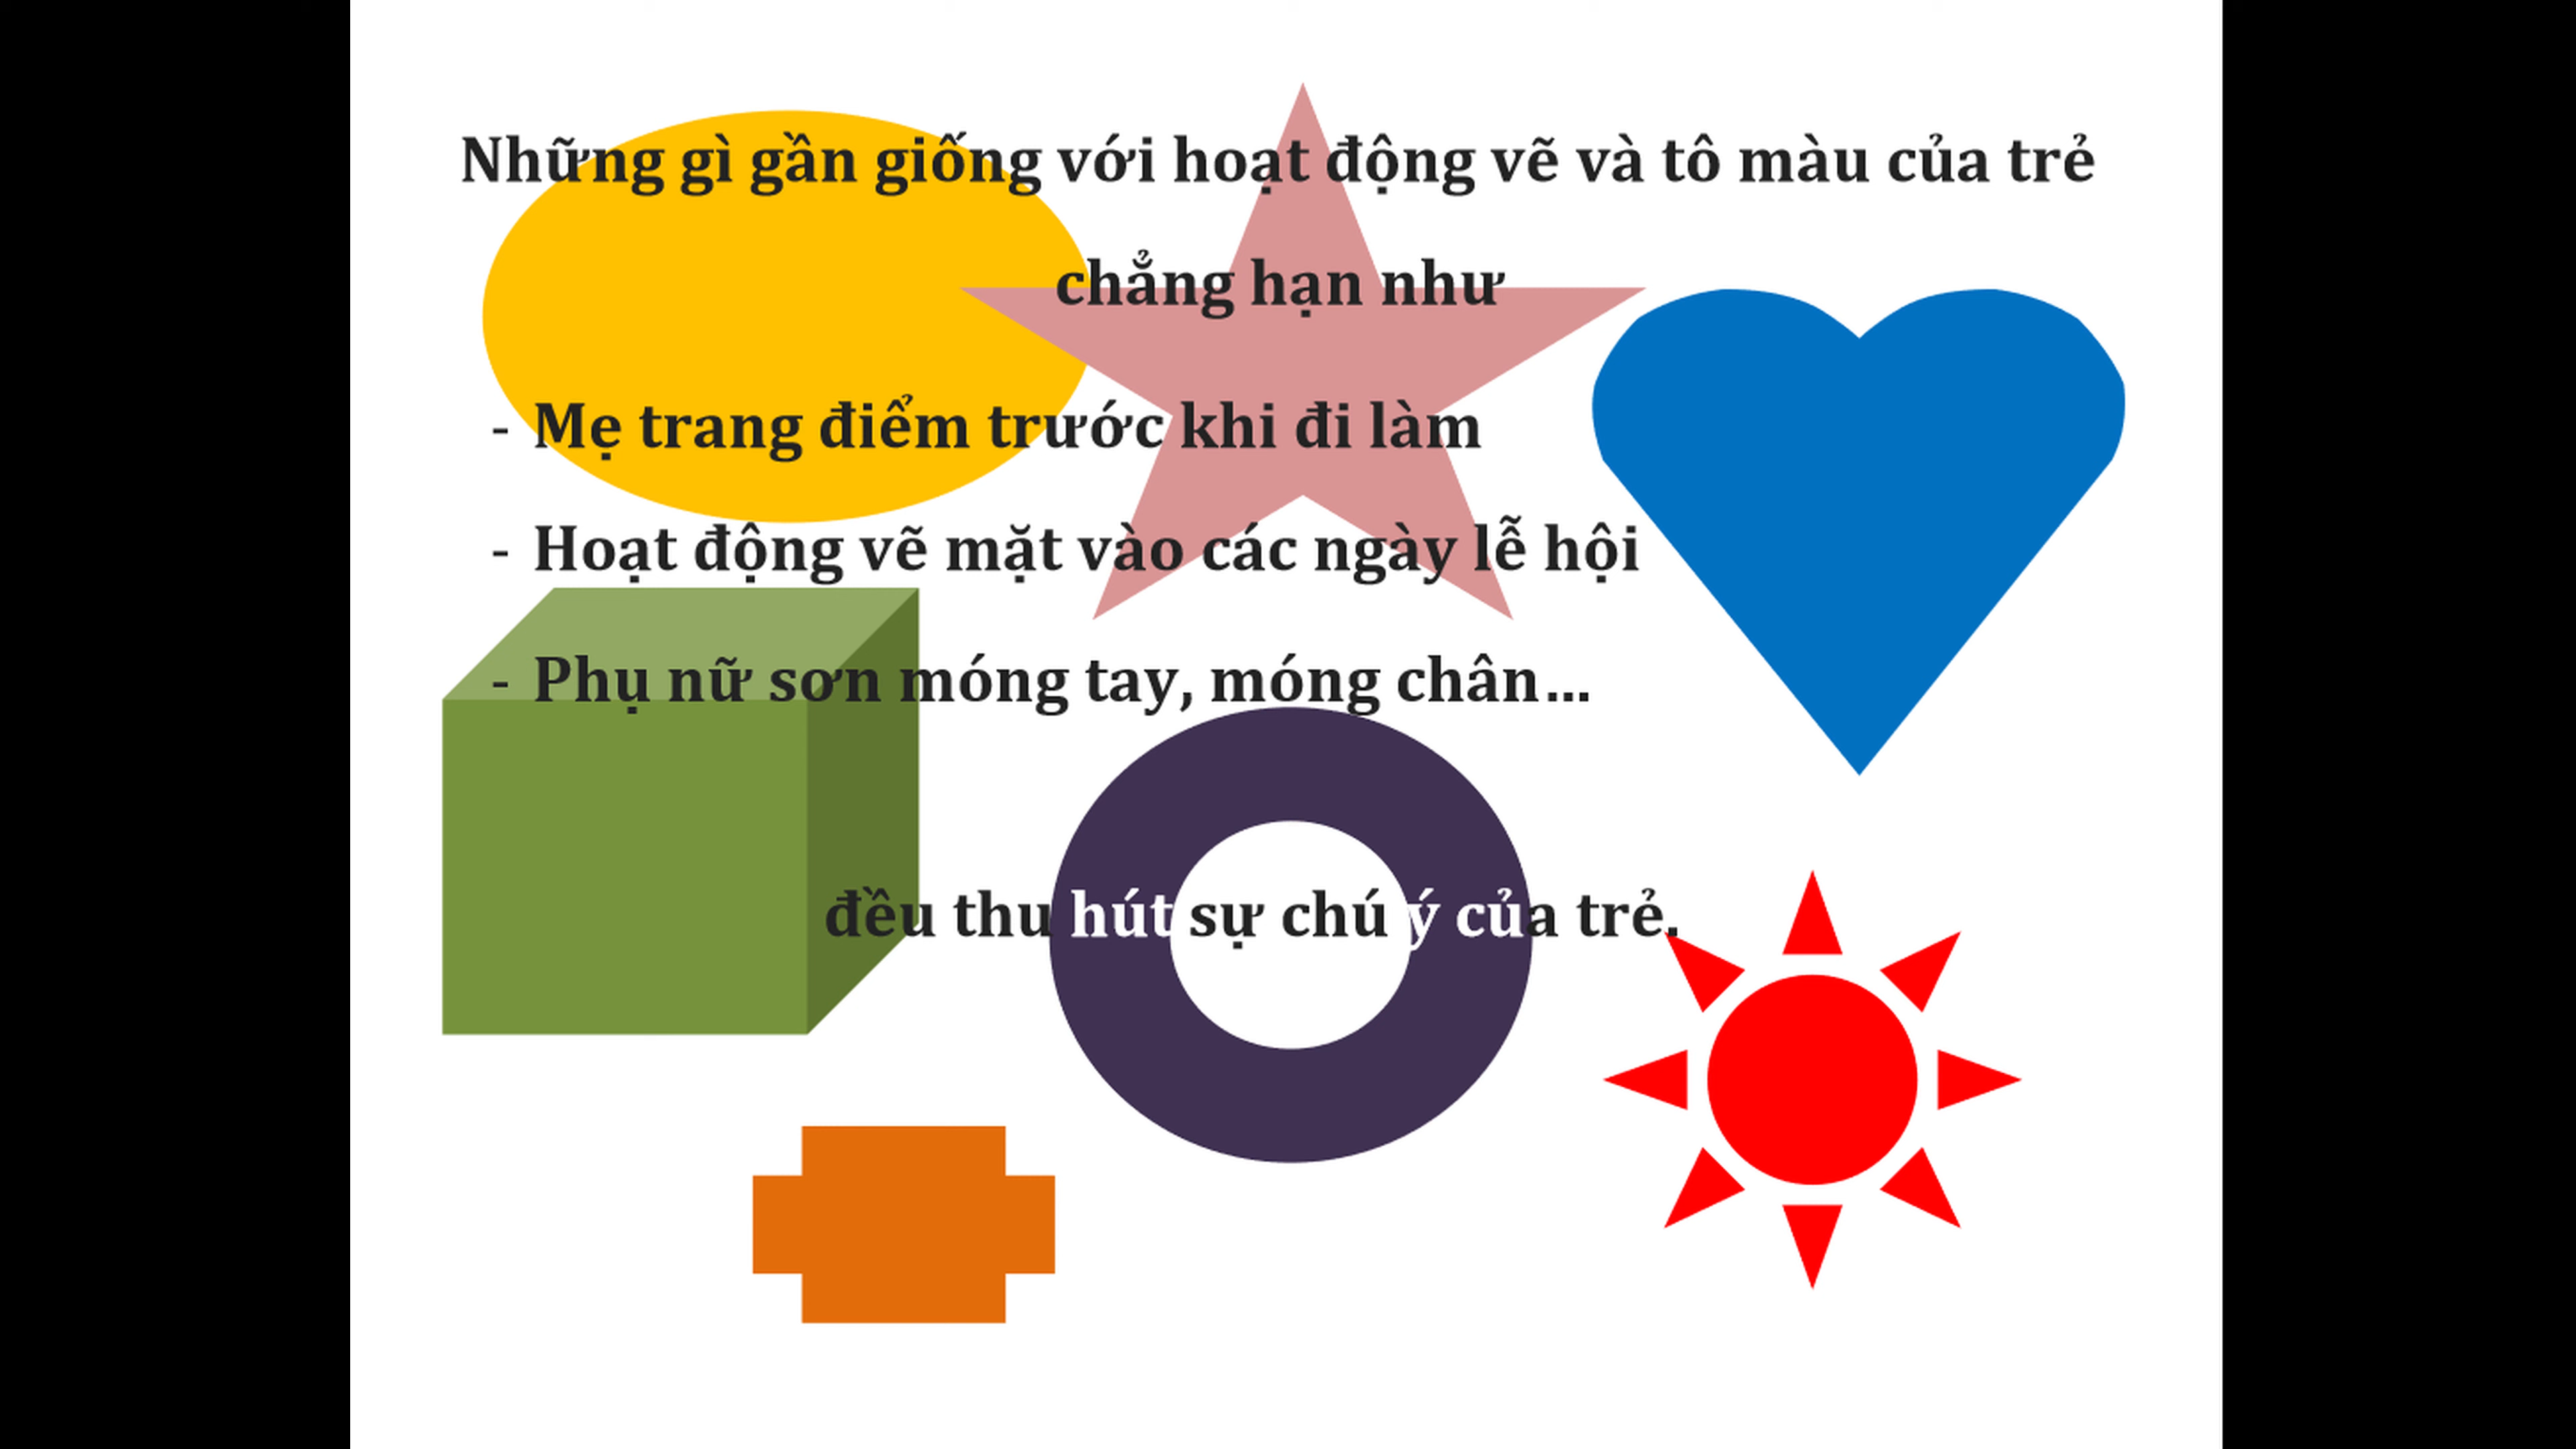 Những gì gần giống với hoạt động vẽ và tô màu của trẻ
chẳng hạn như
- Mẹ trang điểm trước khi đi làm
- Hoạt động vẽ mặt vào các ngày lễ hội
- Phụ nữ sơn móng tay, móng chân...
đều thu hút sự chú ý của trẻ.